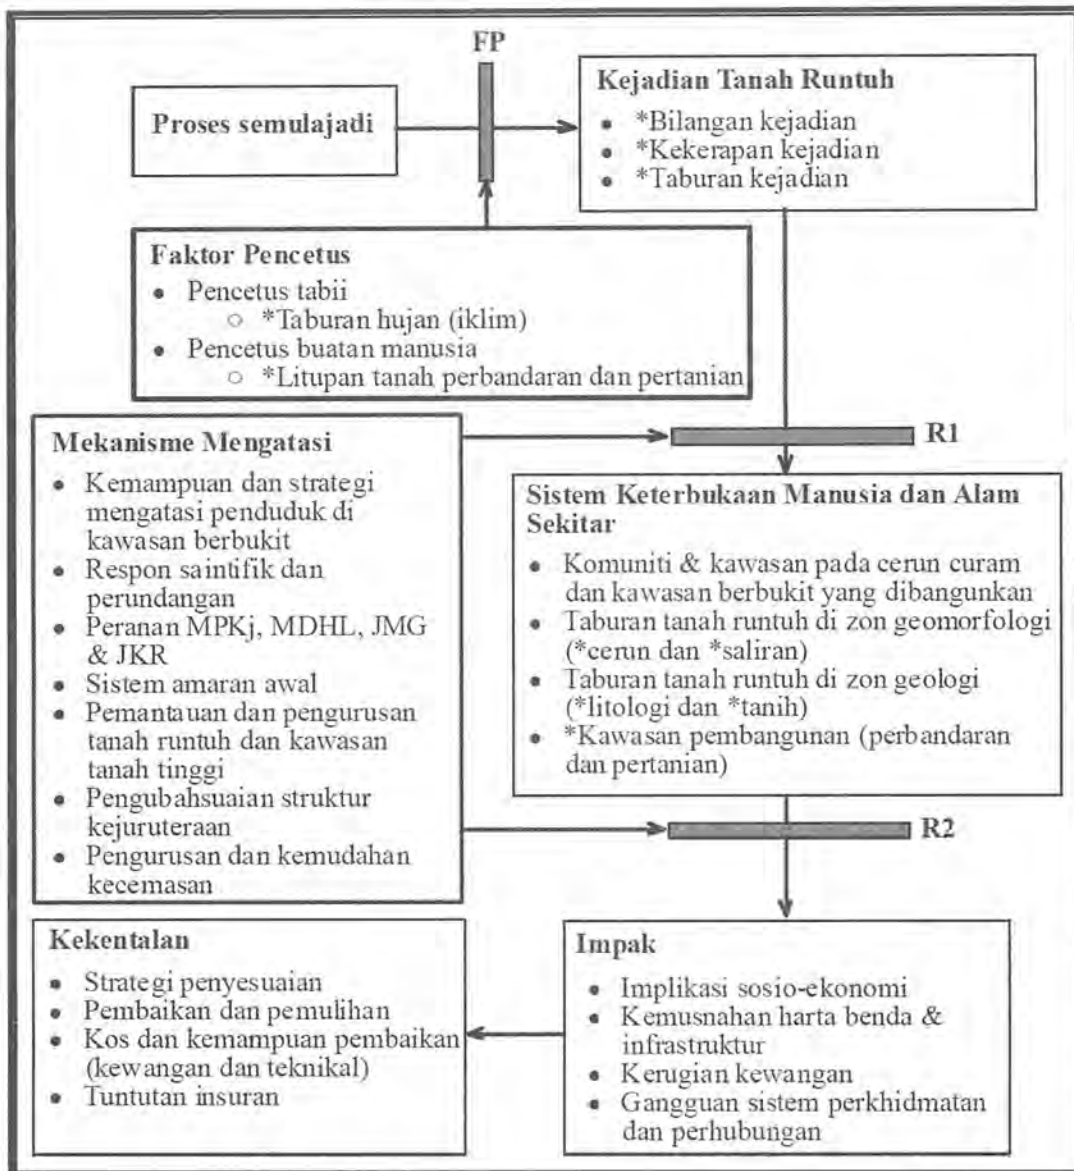 FP
Proses semulajadi
Kejadian Tanah Runtuh
• *Bilangan kejadian
• *Kekerapan kejadian
• *Taburan kejadian
Faktor Pencetus
• Pencetus tabii
○ *Taburan hujan (iklim)
• Pencetus buatan manusia
○ *Litupan tanah perbandaran dan pertanian
R1
Mekanisme Mengatasi
• Kemampuan dan strategi
mengatasi penduduk di
kawasan berbukit
• Respon saintifik dan
perundangan
• Peranan MPKj, MDHL, JMG
& JKR
• Sistem amaran awal
• Pemantauan dan pengurusan
tanah runtuh dan kawasan
tanah tinggi
• Pengubahsuaian struktur
kejuruteraan
• Pengurusan dan kemudahan
kecemasan
Sistem Keterbukaan Manusia dan Alam
Sekitar
• Komuniti & kawasan pada cerun curam
dan kawasan berbukit yang dibangunkan
• Taburan tanah runtuh di zon geomorfologi
(*cerun dan *saliran)
• Taburan tanah runtuh di zon geologi
(*litologi dan *tanih)
• *Kawasan pembangunan (perbandaran
dan pertanian)
R2
Kekentalan
• Strategi penyesuaian
• Pembaikan dan pemulihan
• Kos dan kemampuan pembaikan
(kewangan dan teknikal)
• Tuntutan insuran
Impak
• Implikasi sosio-ekonomi
• Kemusnahan harta benda &
infrastruktur
• Kerugian kewangan
• Gangguan sistem perkhidmatan
dan perhubungan